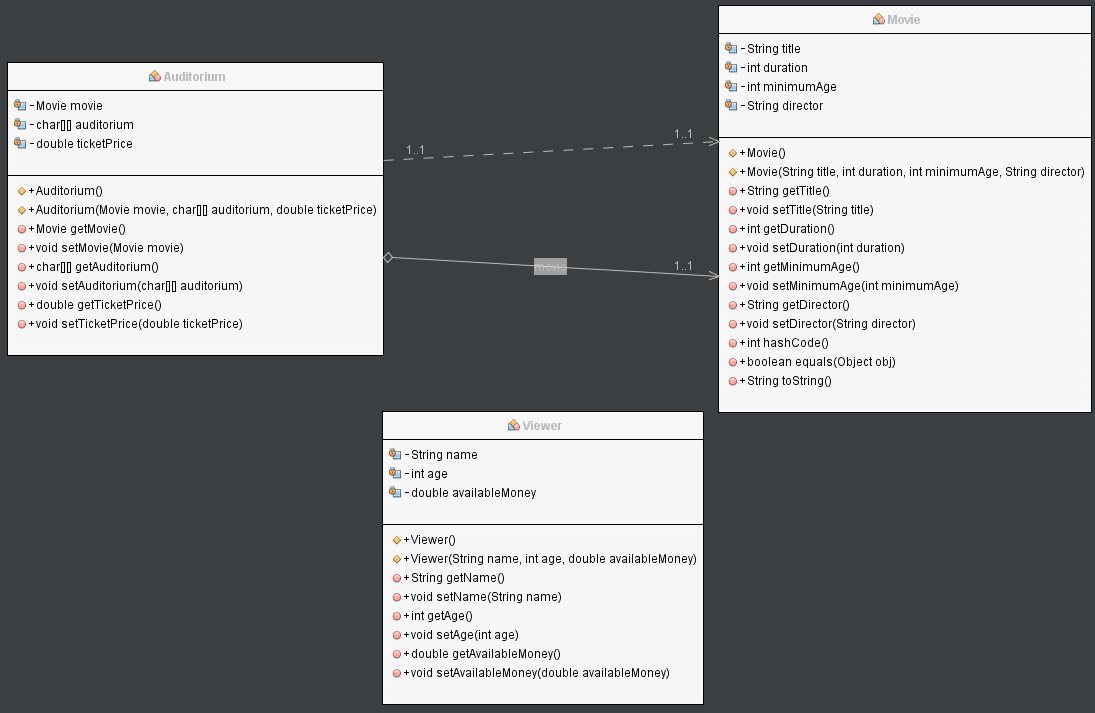 Auditorium
-Movie movie
-char[][] auditorium
-double ticketPrice
+Auditorium()
+Auditorium(Movie movie, char[][] auditorium, double ticketPrice)
+Movie getMovie()
+void setMovie(Movie movie)
+char[][] getAuditorium()
+void setAuditorium(char[][] auditorium)
+double getTicketPrice()
+void setTicketPrice(double ticketPrice)
1..1
1..1
movie
1..1
Movie
-String title
-int duration
-int minimumAge
-String director
+Movie()
+Movie(String title, int duration, int minimumAge, String director)
+String getTitle()
+void setTitle(String title)
+int getDuration()
+void setDuration(int duration)
+int getMinimumAge()
+void setMinimumAge(int minimumAge)
+String getDirector()
+void setDirector(String director)
+int hashCode()
+boolean equals(Object obj)
+String toString()
Viewer
-String name
-int age
-double availableMoney
+Viewer()
+Viewer(String name, int age, double availableMoney)
+String getName()
+void setName(String name)
+int getAge()
+void setAge(int age)
+double getAvailableMoney()
+void setAvailableMoney(double availableMoney)